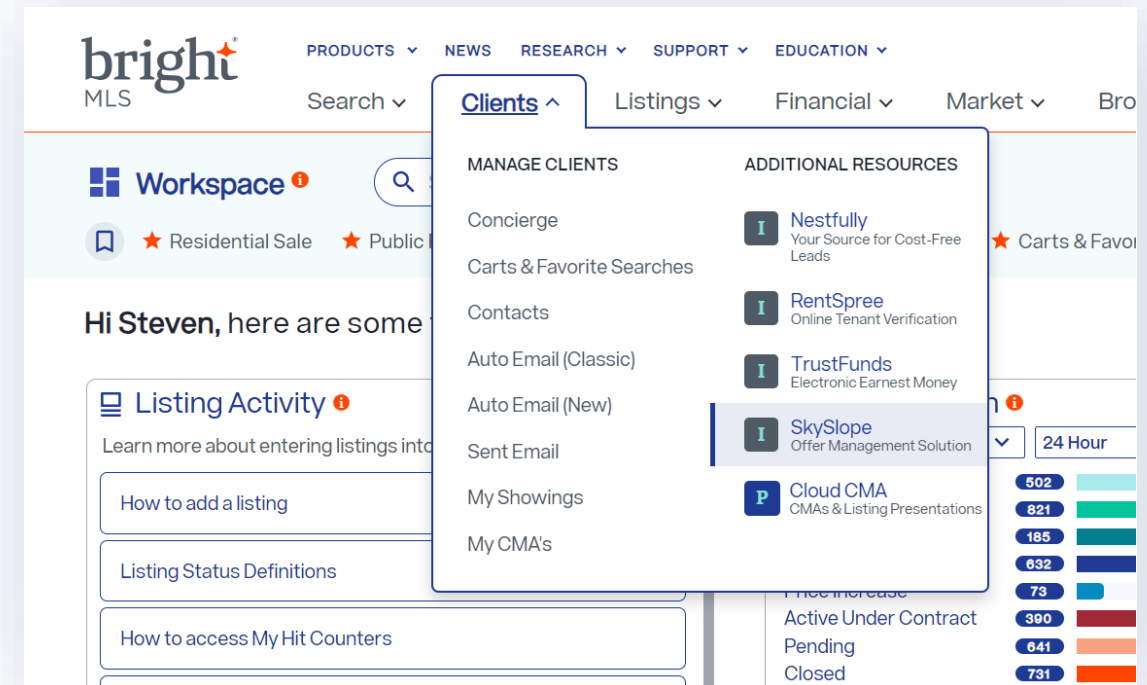 bright
MLS
PRODUCTS NEWS RESEARCH SUPPORT EDUCATION
Search Clients Listings Financial Market Bro
MANAGE CLIENTS
Concierge
Carts & Favorite Searches
Contacts
Auto Email (Classic)
Auto Email (New)
Sent Email
My Showings
My CMA's
ADDITIONAL RESOURCES
I Nestfully
Your Source for Cost-Free
Leads
I RentSpree
Online Tenant Verification
I TrustFunds
Electronic Earnest Money
I SkySlope
Offer Management Solution
P Cloud CMA
CMAs & Listing Presentations
Workspace
Residential Sale Public Carts & Favor
Hi Steven, here are some
Listing Activity
Learn more about entering listings into
How to add a listing
Listing Status Definitions
How to access My Hit Counters
24 Hour
502
821
185
632
Price Increase 73
Active Under Contract 390
Pending 641
Closed 731